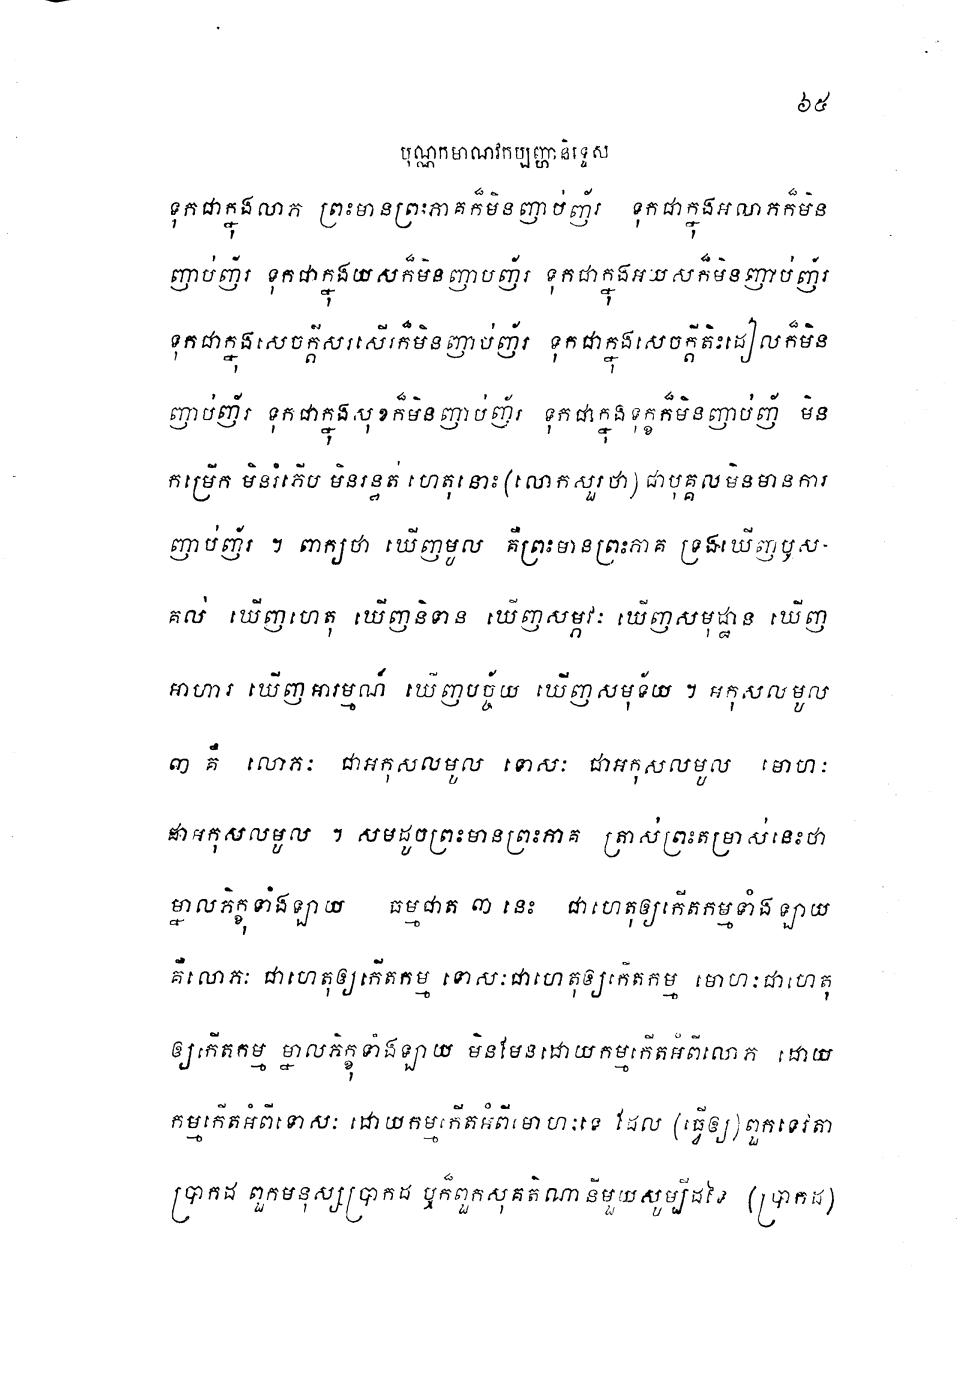 ៦៥
បុណ្ណកមាណវកប្បញ្ហានិទ្ទេស
ទុកជាក្នុងលាភ ព្រះមានព្រះភាគក៏មិនញាប់ញ័រ ទុកជាក្នុងអលាភក៏មិន
ញាប់ញ័រ ទុកជាក្នុងយសក៏មិនញាបញ័រ ទុកជាក្នុងអយសក៏មិនញាប់ញ័រ
ទុកជាក្នុងសេចក្តីសរសើរក៏មិនញាប់ញ័រ ទុកជាក្នុងសេចក្តីតិះដៀលក៏មិន
ញាប់ញ័រ ទុកជាក្នុងសុខក៏មិនញាប់ញ័រ ទុកជាក្នុងទុក្ខក៏មិនញាប់ញ័ មិន
កម្រើក មិនរំភើប មិនរន្ធត់ ហេតុនោះ (លោកសួរថា) ជាបុគ្គលមិនមានការ
ញាប់ញ័រ ។ ពាក្យថា ឃើញមូល គឺព្រះមានព្រះភាគ ទ្រង់ឃើញឫស-
គល់ ឃើញហេតុ ឃើញនិទាន ឃើញសម្ភវៈ ឃើញសមុដ្ឋាន ឃើញ
អាហារ ឃើញអារម្មណ៍ ឃើញបច្ច័យ ឃើញសមុទ័យ ។ អកុសលមូល
៣ គឺ លោភៈ ជាអកុសលមូល ទោសៈ ជាអកុសលមូល មោហៈ
ជាអកុសលមូល ។ សមដូចព្រះមានព្រះភាគ ត្រាស់ព្រះតម្រាស់នេះថា
ម្នាលភិក្ខុទាំងឡាយ ធម្មជាត ៣ នេះ ជាហេតុឲ្យកើតកម្មទាំងឡាយ
គឺលោភៈ ជាហេតុឲ្យកើតកម្ម ទោសៈជាហេតុឲ្យកើតកម្ម មោហៈជាហេតុ
ឲ្យកើតកម្ម ម្នាលភិក្ខុទាំងឡាយ មិនមែនដោយកម្មកើតអំពីលោភ ដោយ
កម្មកើតអំពីទោសៈ ដោយកម្មកើតអំពីមោហៈទេ ដែល (ធ្វើឲ្យ) ពួកទេវតា
ប្រាកដ ពួកមនុស្សប្រាកដ ឬក៏ពួកសុគតិណានីមួយសូម្បីដទៃ (ប្រាកដ)